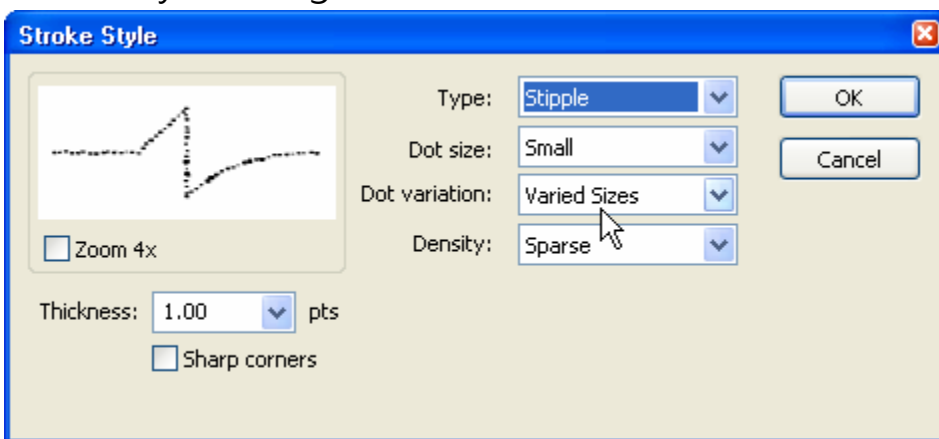 Stroke Style
Type: Stipple
OK
Dot size: Small
Cancel
Dot variation: Varied Sizes
Zoom 4x
Density: Sparse
Thickness: 1.00 pts
Sharp corners